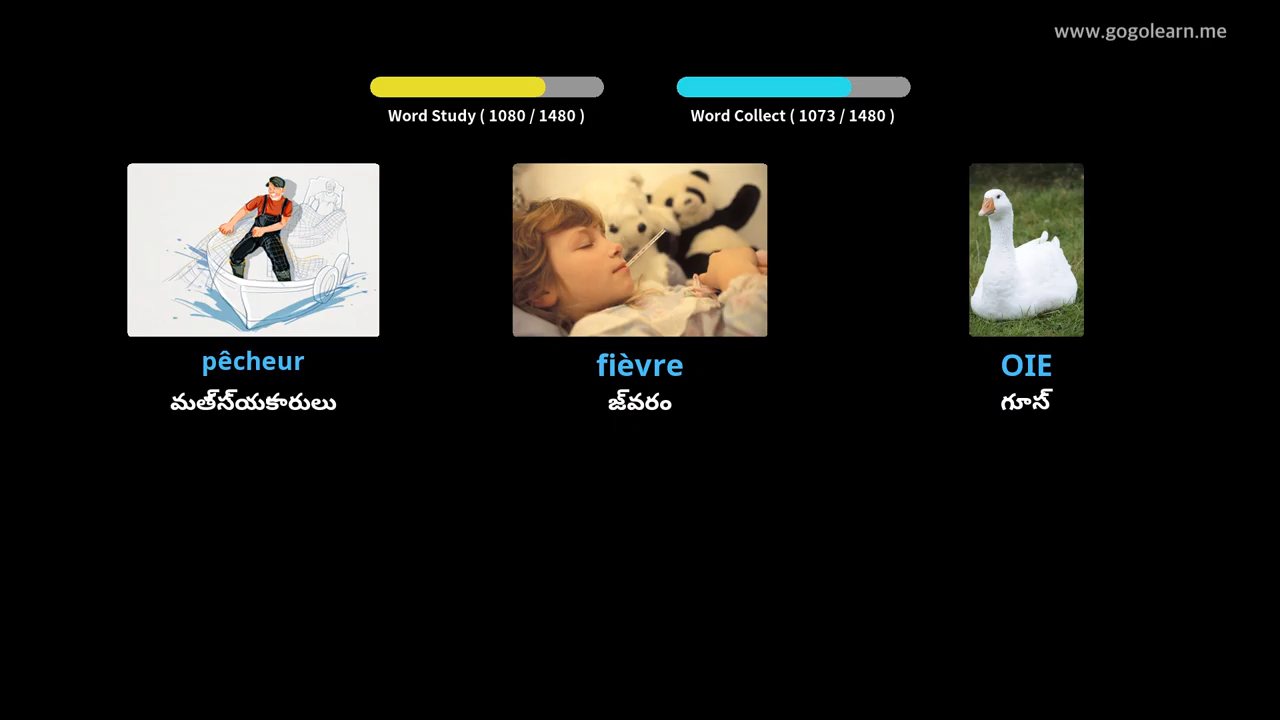 www.gogolearn.me
Word Study ( 1080 / 1480 )
Word Collect ( 1073 / 1480 )
pêcheur
fièvre
OIE
మత్స్యకారులు
జ్వరం
గూస్